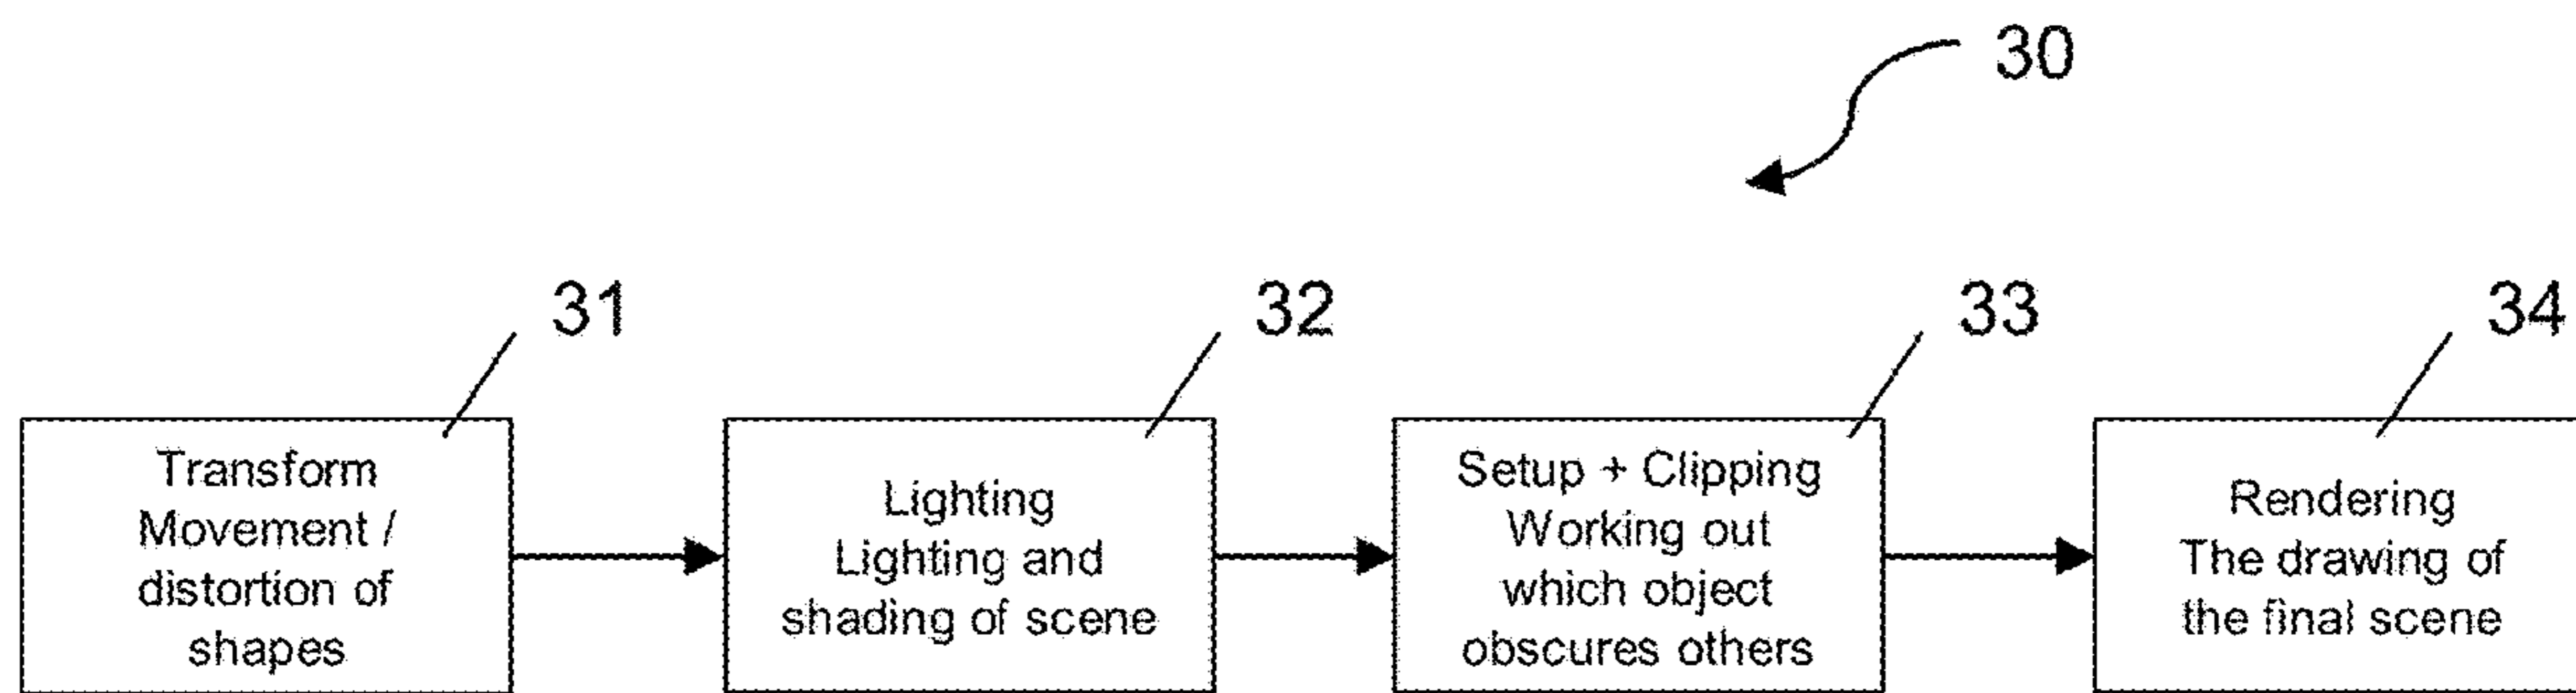 30
31
32
33
34
Transform
Movement /
distortion of
shapes
Lighting
Lighting and
shading of scene
Setup + Clipping
Working out
which object
obscures others
Rendering
The drawing of
the final scene